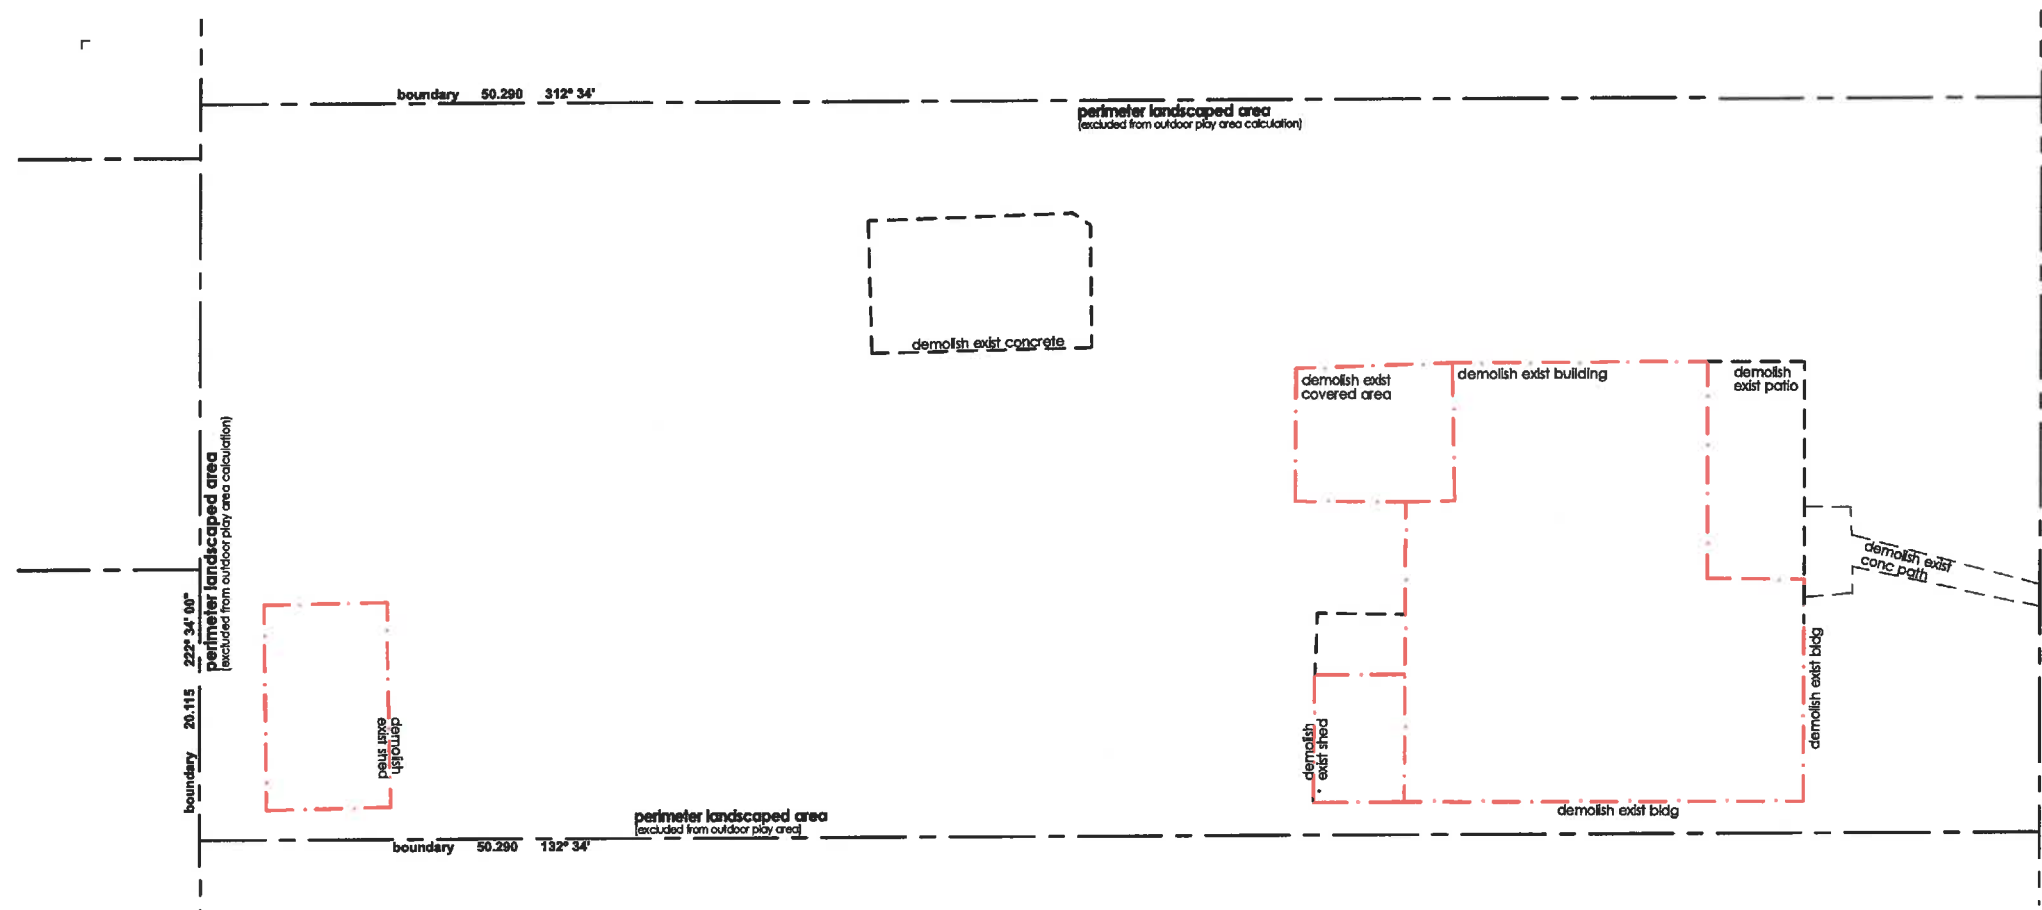 boundary 50.290 312° 34'
perimeter landscaped area
(excluded from outdoor play area calculation)
demolish exist concrete
demolish exist
covered area
demolish exist building
demolish
exist patio
demolish exist
conc path
perimeter landscaped area
(excluded from outdoor play area calculation)
boundary 20.115 222° 34' 00"
demolish
exist shed
demolish
exist shed
demolish exist bldg
demolish exist bldg
perimeter landscaped area
(excluded from outdoor play area)
boundary 50.290 132° 34'